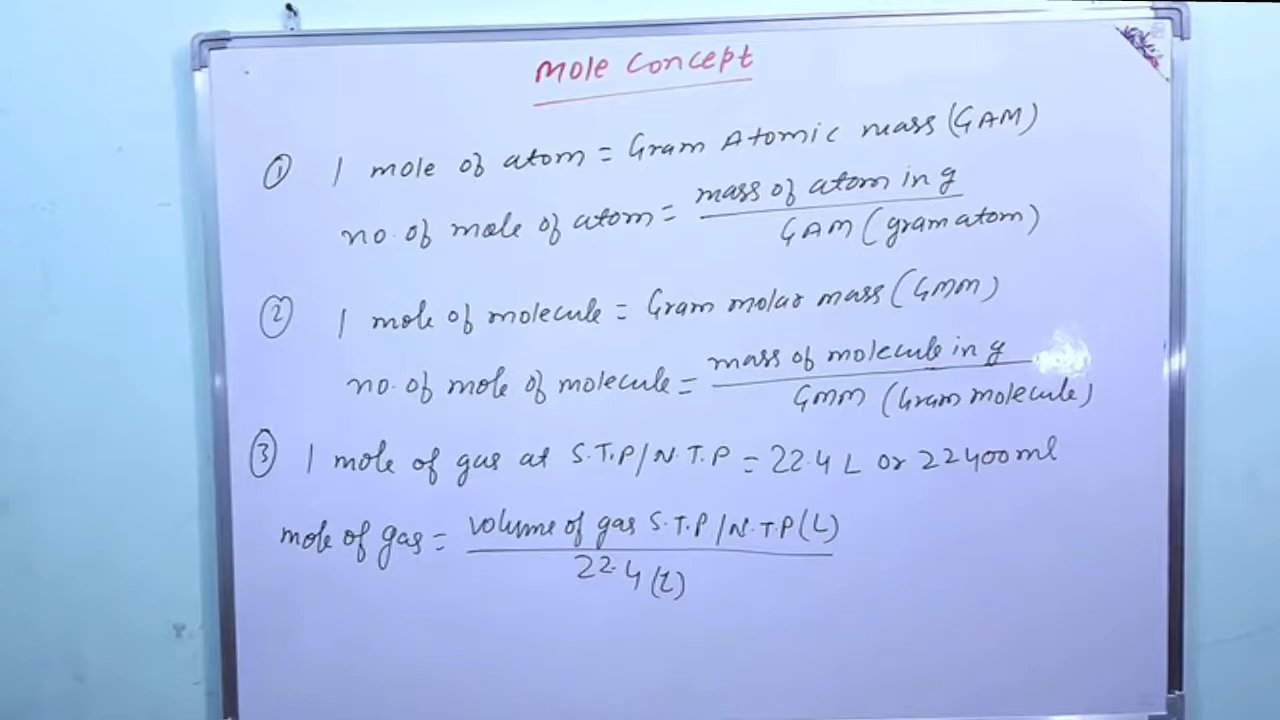 Mole Concept
① 1 mole of atom = Gram Atomic mass (GAM)
no. of mole of atom = mass of atom in g
GAM (gram atom)
② 1 mole of molecule = Gram molar mass (GMM)
no. of mole of molecule = mass of molecule in g
GMM (Gram molecule)
③ 1 mole of gas at S.T.P/N.T.P = 22.4 L or 22400 ml
mole of gas = volume of gas S.T.P/N.T.P (L)
22.4 (L)